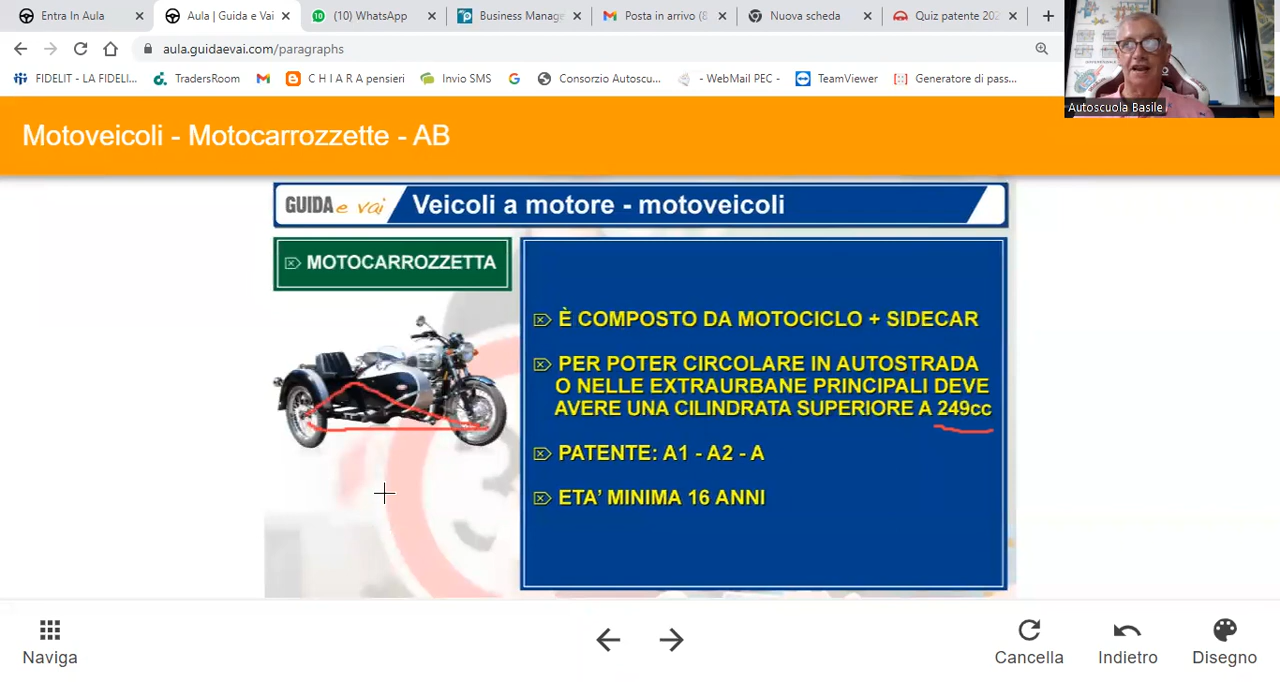 Entra In Aula
Aula | Guida e Vai
(10) WhatsApp
Business Manage
Posta in arrivo (8
Nuova scheda
Quiz patente 202
aula.guidaevai.com/paragraphs
FIDELIT - LA FIDELI...
TradersRoom
C H I A R A pensieri
Invio SMS
Consorzio Autoscu...
- WebMail PEC -
TeamViewer
Generatore di pass...
Autoscuola Basile
Motoveicoli - Motocarrozzette - AB
GUIDA e vai
Veicoli a motore - motoveicoli
MOTOCARROZZETTA
È COMPOSTO DA MOTOCICLO + SIDECAR
PER POTER CIRCOLARE IN AUTOSTRADA
O NELLE EXTRAURBANE PRINCIPALI DEVE
AVERE UNA CILINDRATA SUPERIORE A 249cc
PATENTE: A1 - A2 - A
ETA' MINIMA 16 ANNI
Naviga
Cancella
Indietro
Disegno